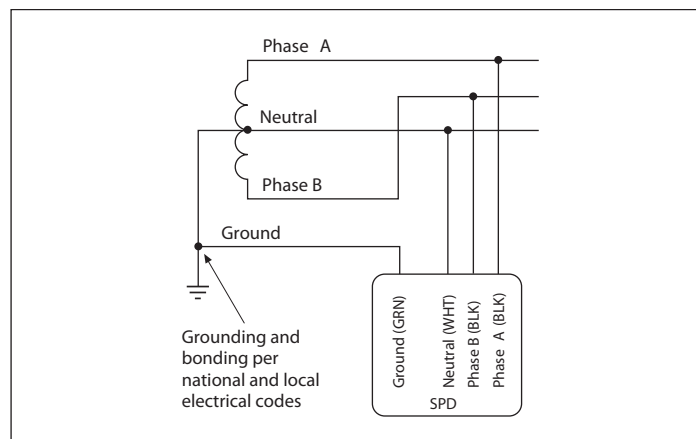 Phase A
Neutral
Phase B
Ground
Grounding and
bonding per
national and local
electrical codes
Ground (GRN)
Neutral (WHT)
Phase B (BLK)
Phase A (BLK)
SPD